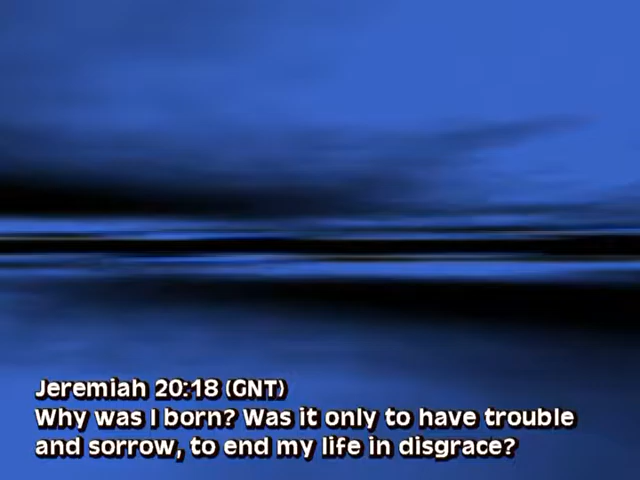 Jeremiah 20:18 (GNT)
Why was I born? Was it only to have trouble
and sorrow, to end my life in disgrace?